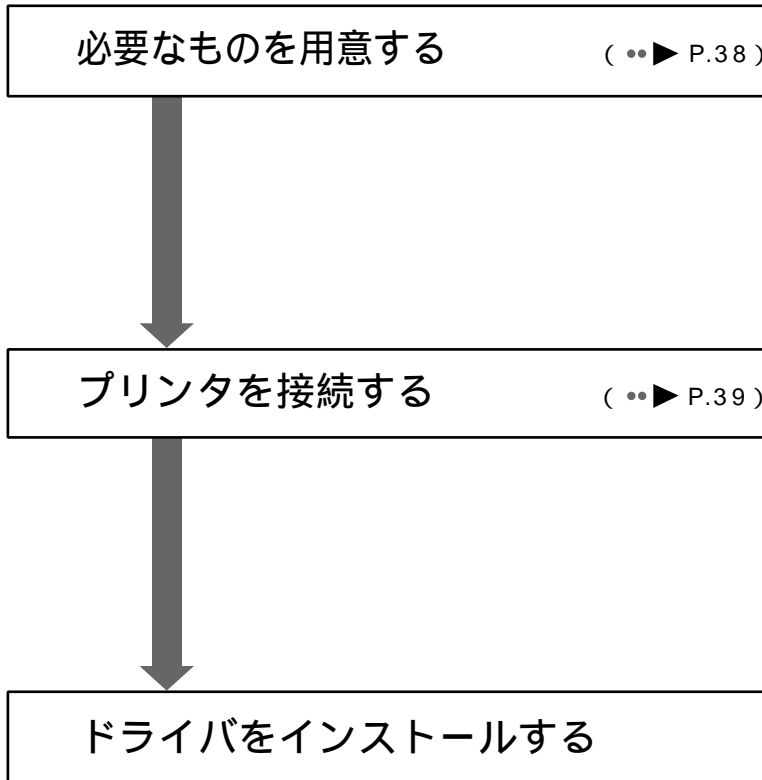 必要なものを用意する （ ••▶ P.38）
プリンタを接続する （ ••▶ P.39）
ドライバをインストールする